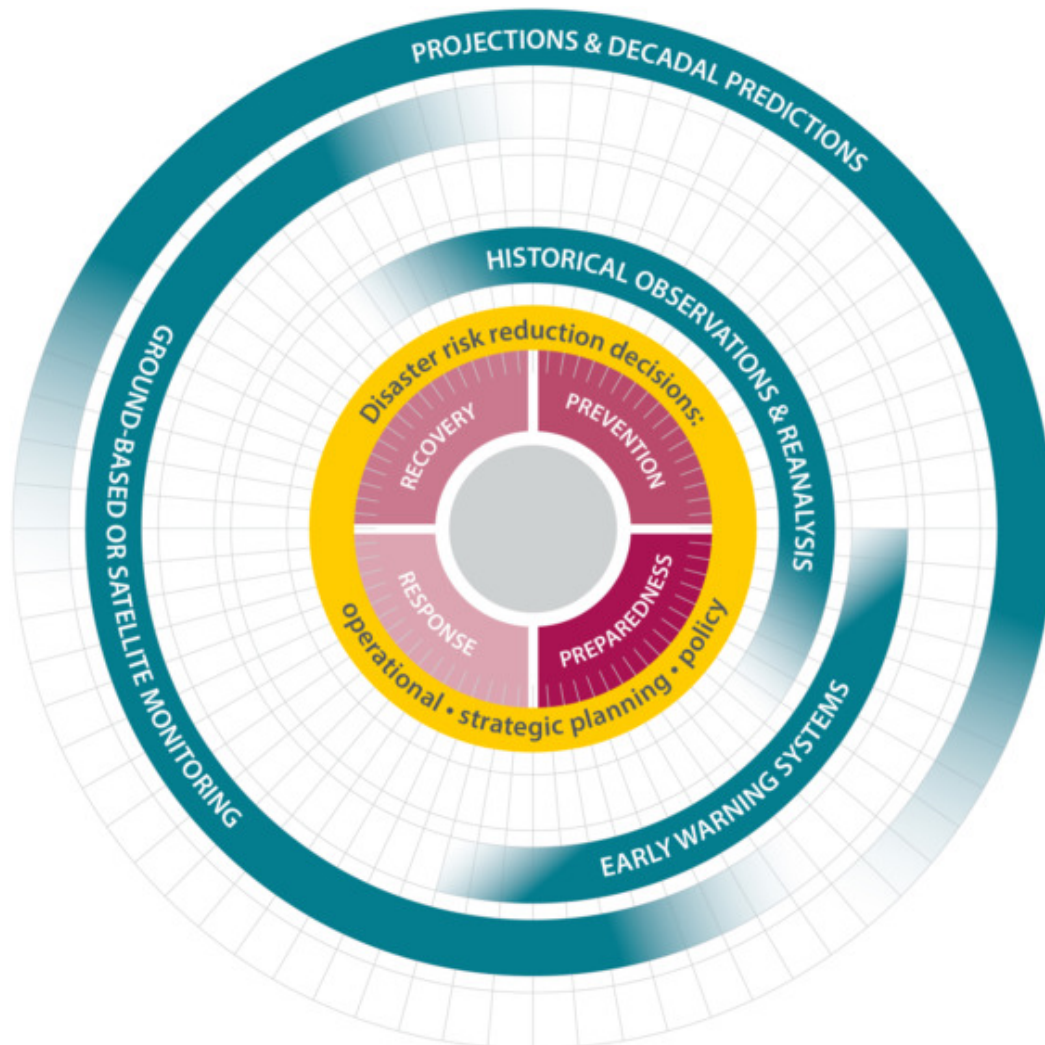 PROJECTIONS & DECADAL PREDICTIONS
GROUND-BASED OR SATELLITE MONITORING
HISTORICAL OBSERVATIONS & REANALYSIS
EARLY WARNING SYSTEMS
Disaster risk reduction decisions:
operational • strategic planning • policy
RECOVERY
PREVENTION
RESPONSE
PREPAREDNESS